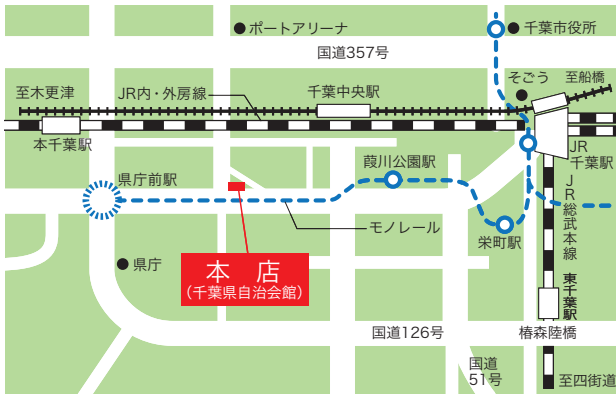 ポートアリーナ
千葉市役所
国道357号
そごう
至船橋
至木更津
JR内・外房線
千葉中央駅
本千葉駅
JR
千葉駅
葭川公園駅
県庁前駅
JR総武本線
モノレール
栄町駅
県庁
本 店
(千葉県自治会館)
東千葉駅
国道126号
椿森陸橋
国道
51号
至四街道